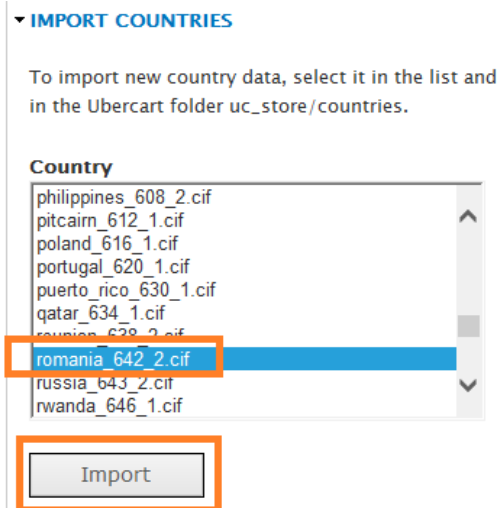 IMPORT COUNTRIES
To import new country data, select it in the list and
in the Ubercart folder uc_store/countries.
Country
philippines_608_2.cif
pitcairn_612_1.cif
poland_616_1.cif
portugal_620_1.cif
puerto_rico_630_1.cif
qatar_634_1.cif
reunion_638_2.cif
romania_642_2.cif
russia_643_2.cif
rwanda_646_1.cif
Import